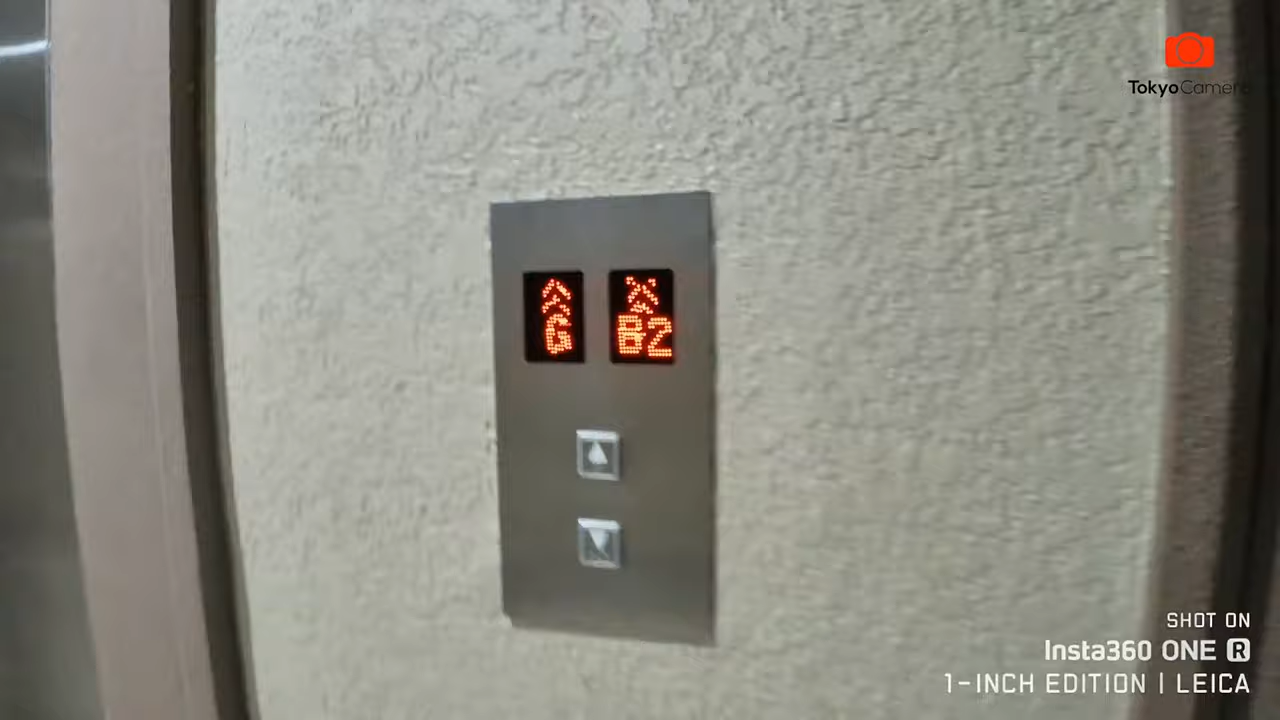 TokyoCamera
G B2
SHOT ON
Insta360 ONE R
1-INCH EDITION | LEICA